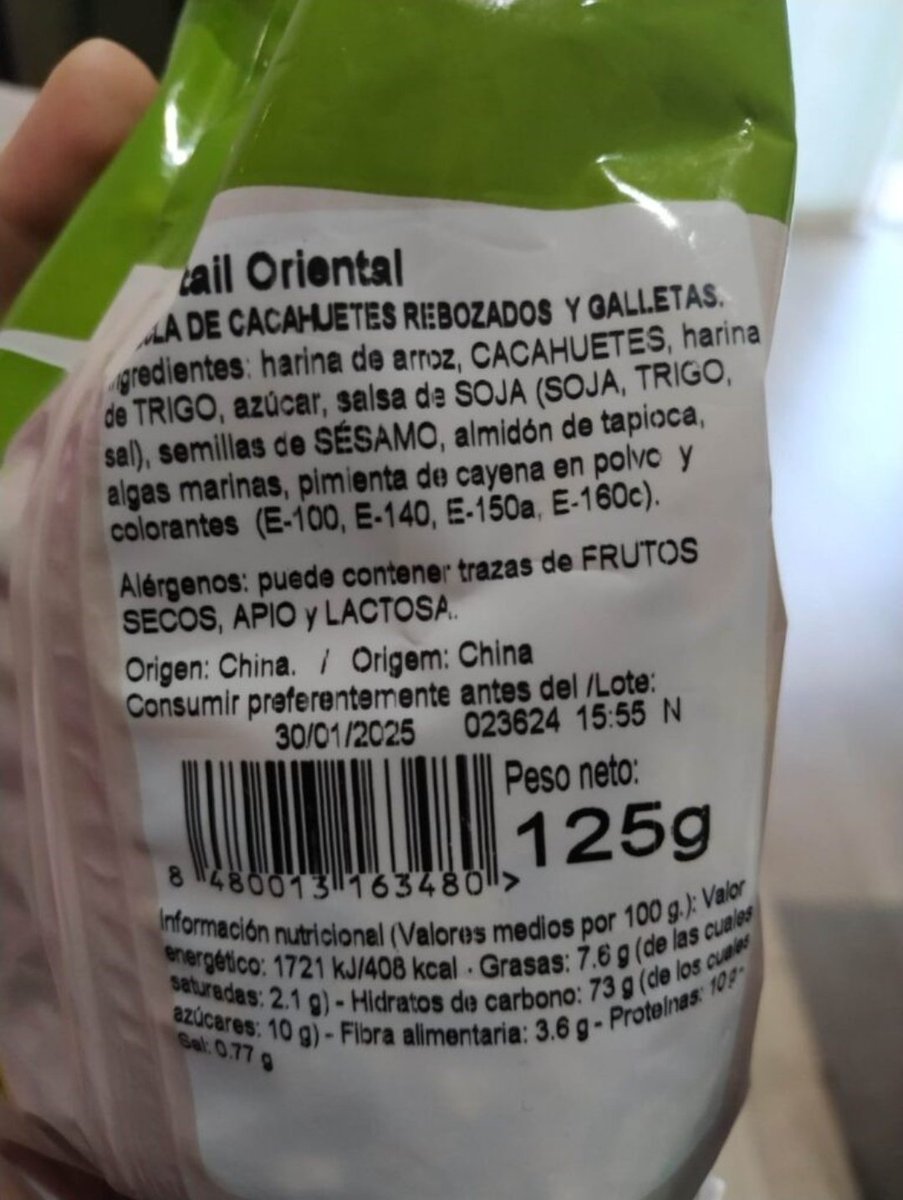 tail Oriental
LA DE CACAHUETES REBOZADOS Y GALLETAS.
ngredientes: harina de arroz, CACAHUETES, harina
de TRIGO, azúcar, salsa de SOJA (SOJA, TRIGO,
sal), semillas de SÉSAMO, almidón de tapioca,
algas marinas, pimienta de cayena en polvo y
colorantes (E-100, E-140, E-150a, E-160c).
Alérgenos: puede contener trazas de FRUTOS
SECOS, APIO y LACTOSA.
Origen: China. / Origem: China
Consumir preferentemente antes del /Lote:
30/01/2025 023624 15:55 N
Peso neto:
125g
8 480013 163480 >
Información nutricional (Valores medios por 100 g.): Valor
energético: 1721 kJ/408 kcal - Grasas: 7.6 g (de las cuales
saturadas: 2.1 g) - Hidratos de carbono: 73 g (de los cuales
azúcares: 10 g) - Fibra alimentaria: 3.6 g - Proteínas: 10 g -
Sal: 0.77 g